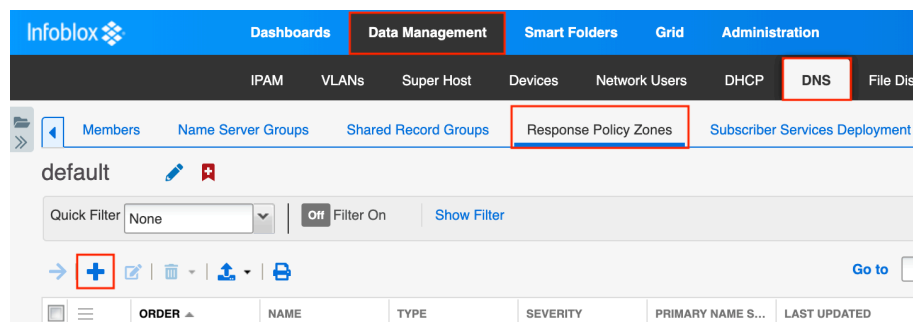 Infoblox Dashboards Data Management Smart Folders Grid Administration
IPAM VLANs Super Host Devices Network Users DHCP DNS File Dis
Members Name Server Groups Shared Record Groups Response Policy Zones Subscriber Services Deployment
default
Quick Filter None Off Filter On Show Filter
Go to
ORDER NAME TYPE SEVERITY PRIMARY NAME S... LAST UPDATED